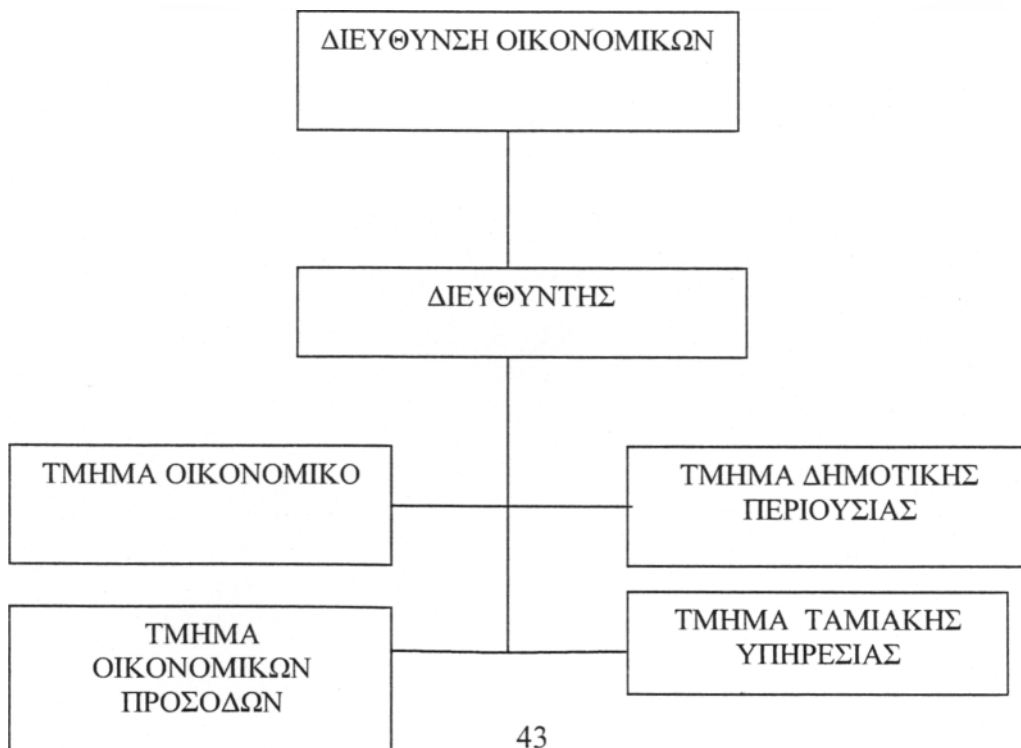 ΔΙΕΥΘΥΝΣΗ ΟΙΚΟΝΟΜΙΚΩΝ
ΔΙΕΥΘΥΝΤΗΣ
ΤΜΗΜΑ ΟΙΚΟΝΟΜΙΚΟ
ΤΜΗΜΑ ΔΗΜΟΤΙΚΗΣ
ΠΕΡΙΟΥΣΙΑΣ
ΤΜΗΜΑ
ΟΙΚΟΝΟΜΙΚΩΝ
ΠΡΟΣΟΔΩΝ
ΤΜΗΜΑ ΤΑΜΙΑΚΗΣ
ΥΠΗΡΕΣΙΑΣ
43